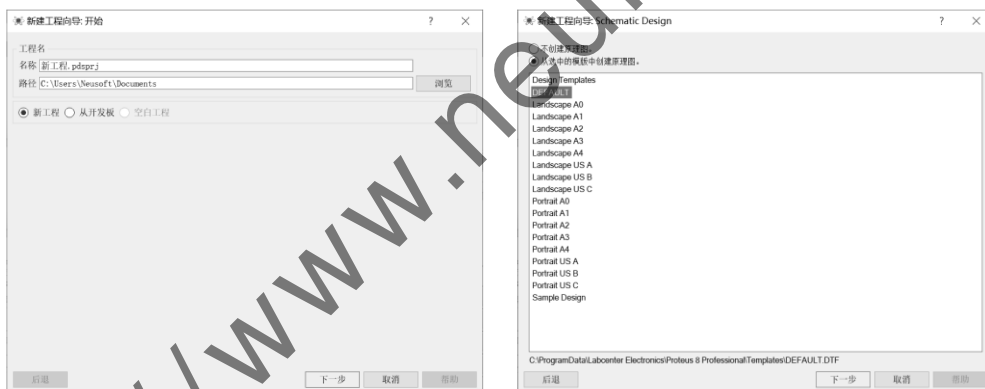 新建工程向导: 开始 ? ×
工程名
名称 新工程.pdsprj
路径 C:\Users\Neusoft\Documents 浏览
新工程 从开发板 空白工程
后退 下一步 取消 帮助
新建工程向导: Schematic Design ? ×
不创建原理图。
从选中的模版中创建原理图。
Design Templates
DEFAULT
Landscape A0
Landscape A1
Landscape A2
Landscape A3
Landscape A4
Landscape US A
Landscape US B
Landscape US C
Portrait A0
Portrait A1
Portrait A2
Portrait A3
Portrait A4
Portrait US A
Portrait US B
Portrait US C
Sample Design
C:\ProgramData\Labcenter Electronics\Proteus 8 Professional\Templates\DEFAULT.DTF
后退 下一步 取消 帮助